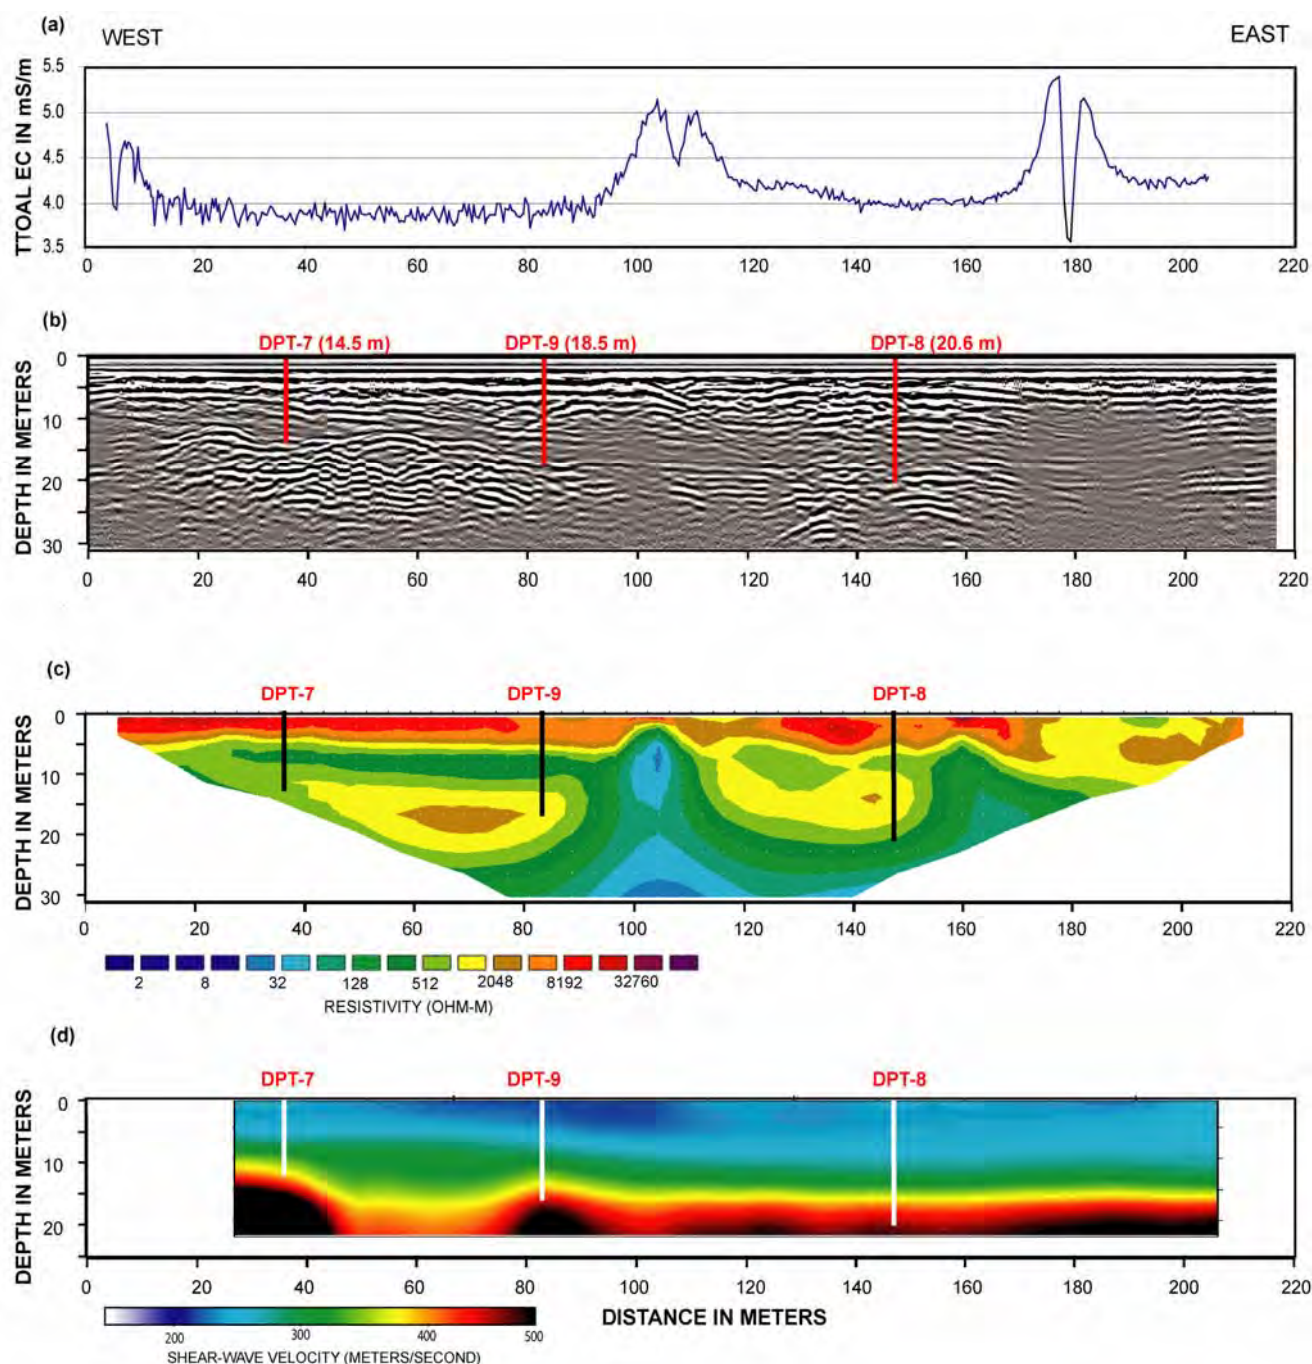 (a)
WEST
EAST
TTOAL EC IN mS/m
5.5
5.0
4.5
4.0
3.5
0 20 40 60 80 100 120 140 160 180 200 220
(b)
DPT-7 (14.5 m) DPT-9 (18.5 m) DPT-8 (20.6 m)
DEPTH IN METERS
0
10
20
30
0 20 40 60 80 100 120 140 160 180 200 220
(c)
DPT-7 DPT-9 DPT-8
DEPTH IN METERS
0
10
20
30
0 20 40 60 80 100 120 140 160 180 200 220
2 8 32 128 512 2048 8192 32760
RESISTIVITY (OHM-M)
(d)
DPT-7 DPT-9 DPT-8
DEPTH IN METERS
0
10
20
0 20 40 60 80 100 120 140 160 180 200 220
DISTANCE IN METERS
200 300 400 500
SHEAR-WAVE VELOCITY (METERS/SECOND)